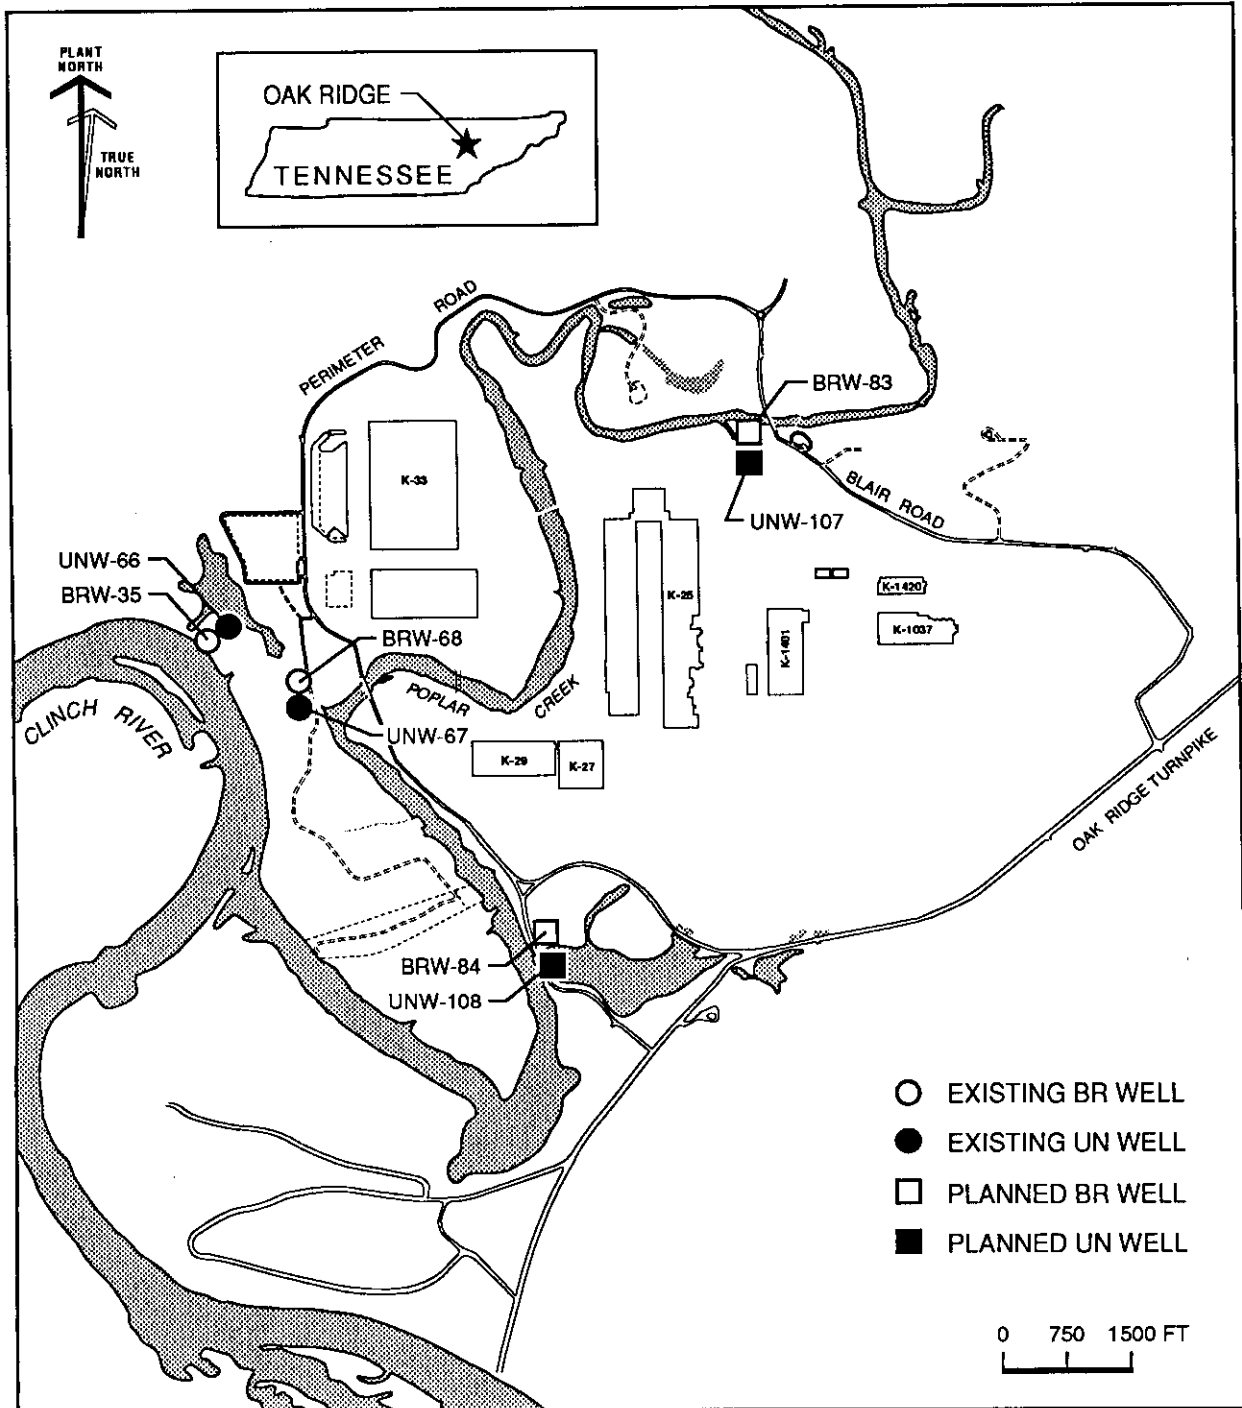 PLANT
NORTH
TRUE
NORTH
OAK RIDGE
TENNESSEE
PERIMETER
ROAD
BRW-83
K-33
BLAIR ROAD
UNW-107
UNW-66
BRW-35
K-25
K-1420
K-1037
K-1401
BRW-68
POPLAR
CREEK
CLINCH RIVER
UNW-67
K-29
K-27
OAK RIDGE TURNPIKE
BRW-84
UNW-108
EXISTING BR WELL
EXISTING UN WELL
PLANNED BR WELL
PLANNED UN WELL
0 750 1500 FT